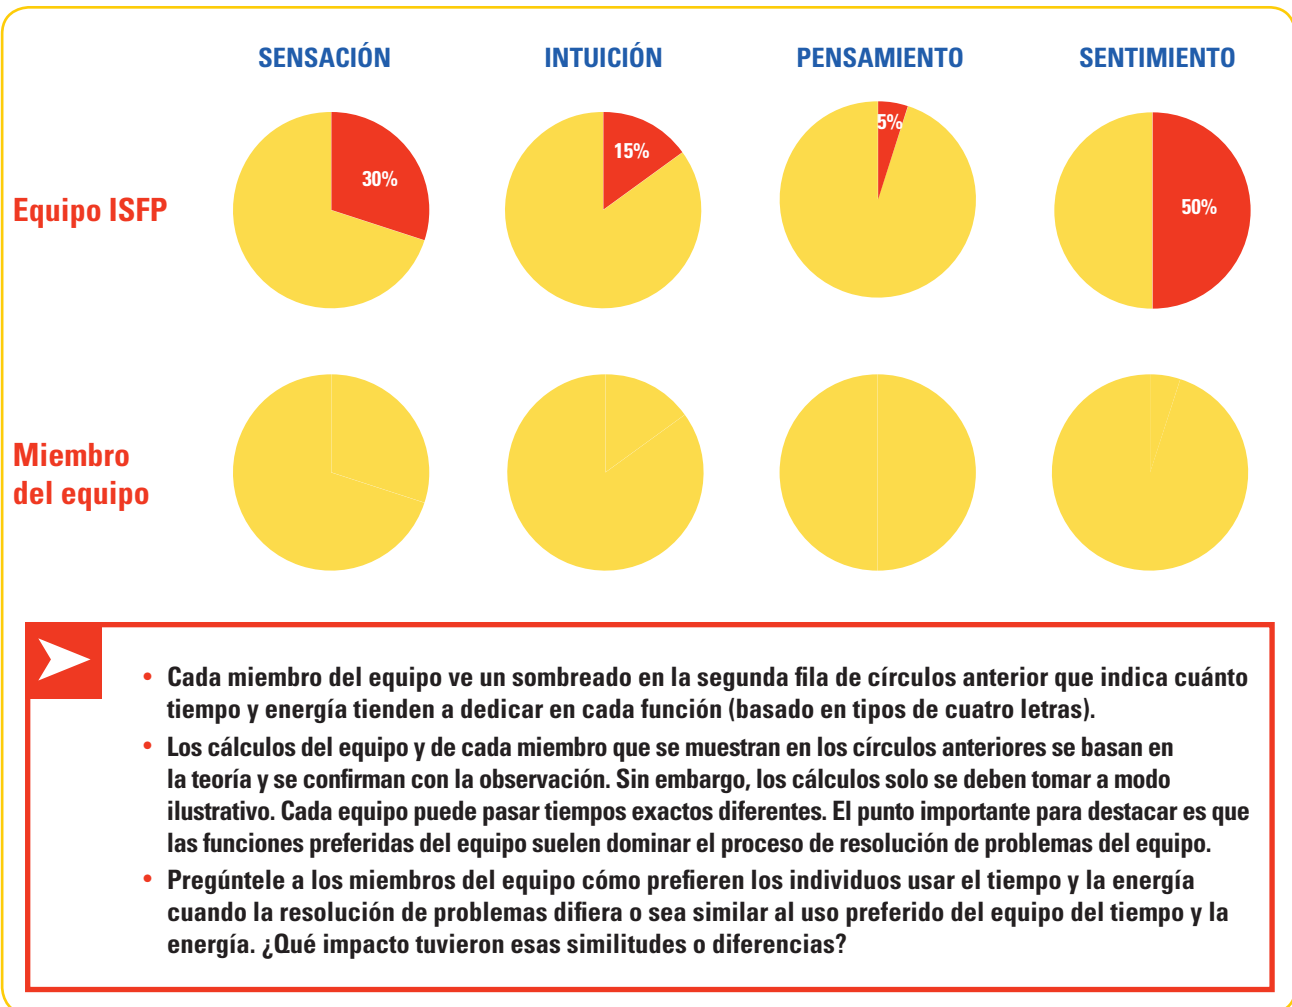 SENSACIÓN INTUICIÓN PENSAMIENTO SENTIMIENTO
Equipo ISFP
30%
15%
5%
50%
Miembro
del equipo
• Cada miembro del equipo ve un sombreado en la segunda fila de círculos anterior que indica cuánto
tiempo y energía tienden a dedicar en cada función (basado en tipos de cuatro letras).
• Los cálculos del equipo y de cada miembro que se muestran en los círculos anteriores se basan en
la teoría y se confirman con la observación. Sin embargo, los cálculos solo se deben tomar a modo
ilustrativo. Cada equipo puede pasar tiempos exactos diferentes. El punto importante para destacar es que
las funciones preferidas del equipo suelen dominar el proceso de resolución de problemas del equipo.
• Pregúntele a los miembros del equipo cómo prefieren los individuos usar el tiempo y la energía
cuando la resolución de problemas difiera o sea similar al uso preferido del equipo del tiempo y la
energía. ¿Qué impacto tuvieron esas similitudes o diferencias?